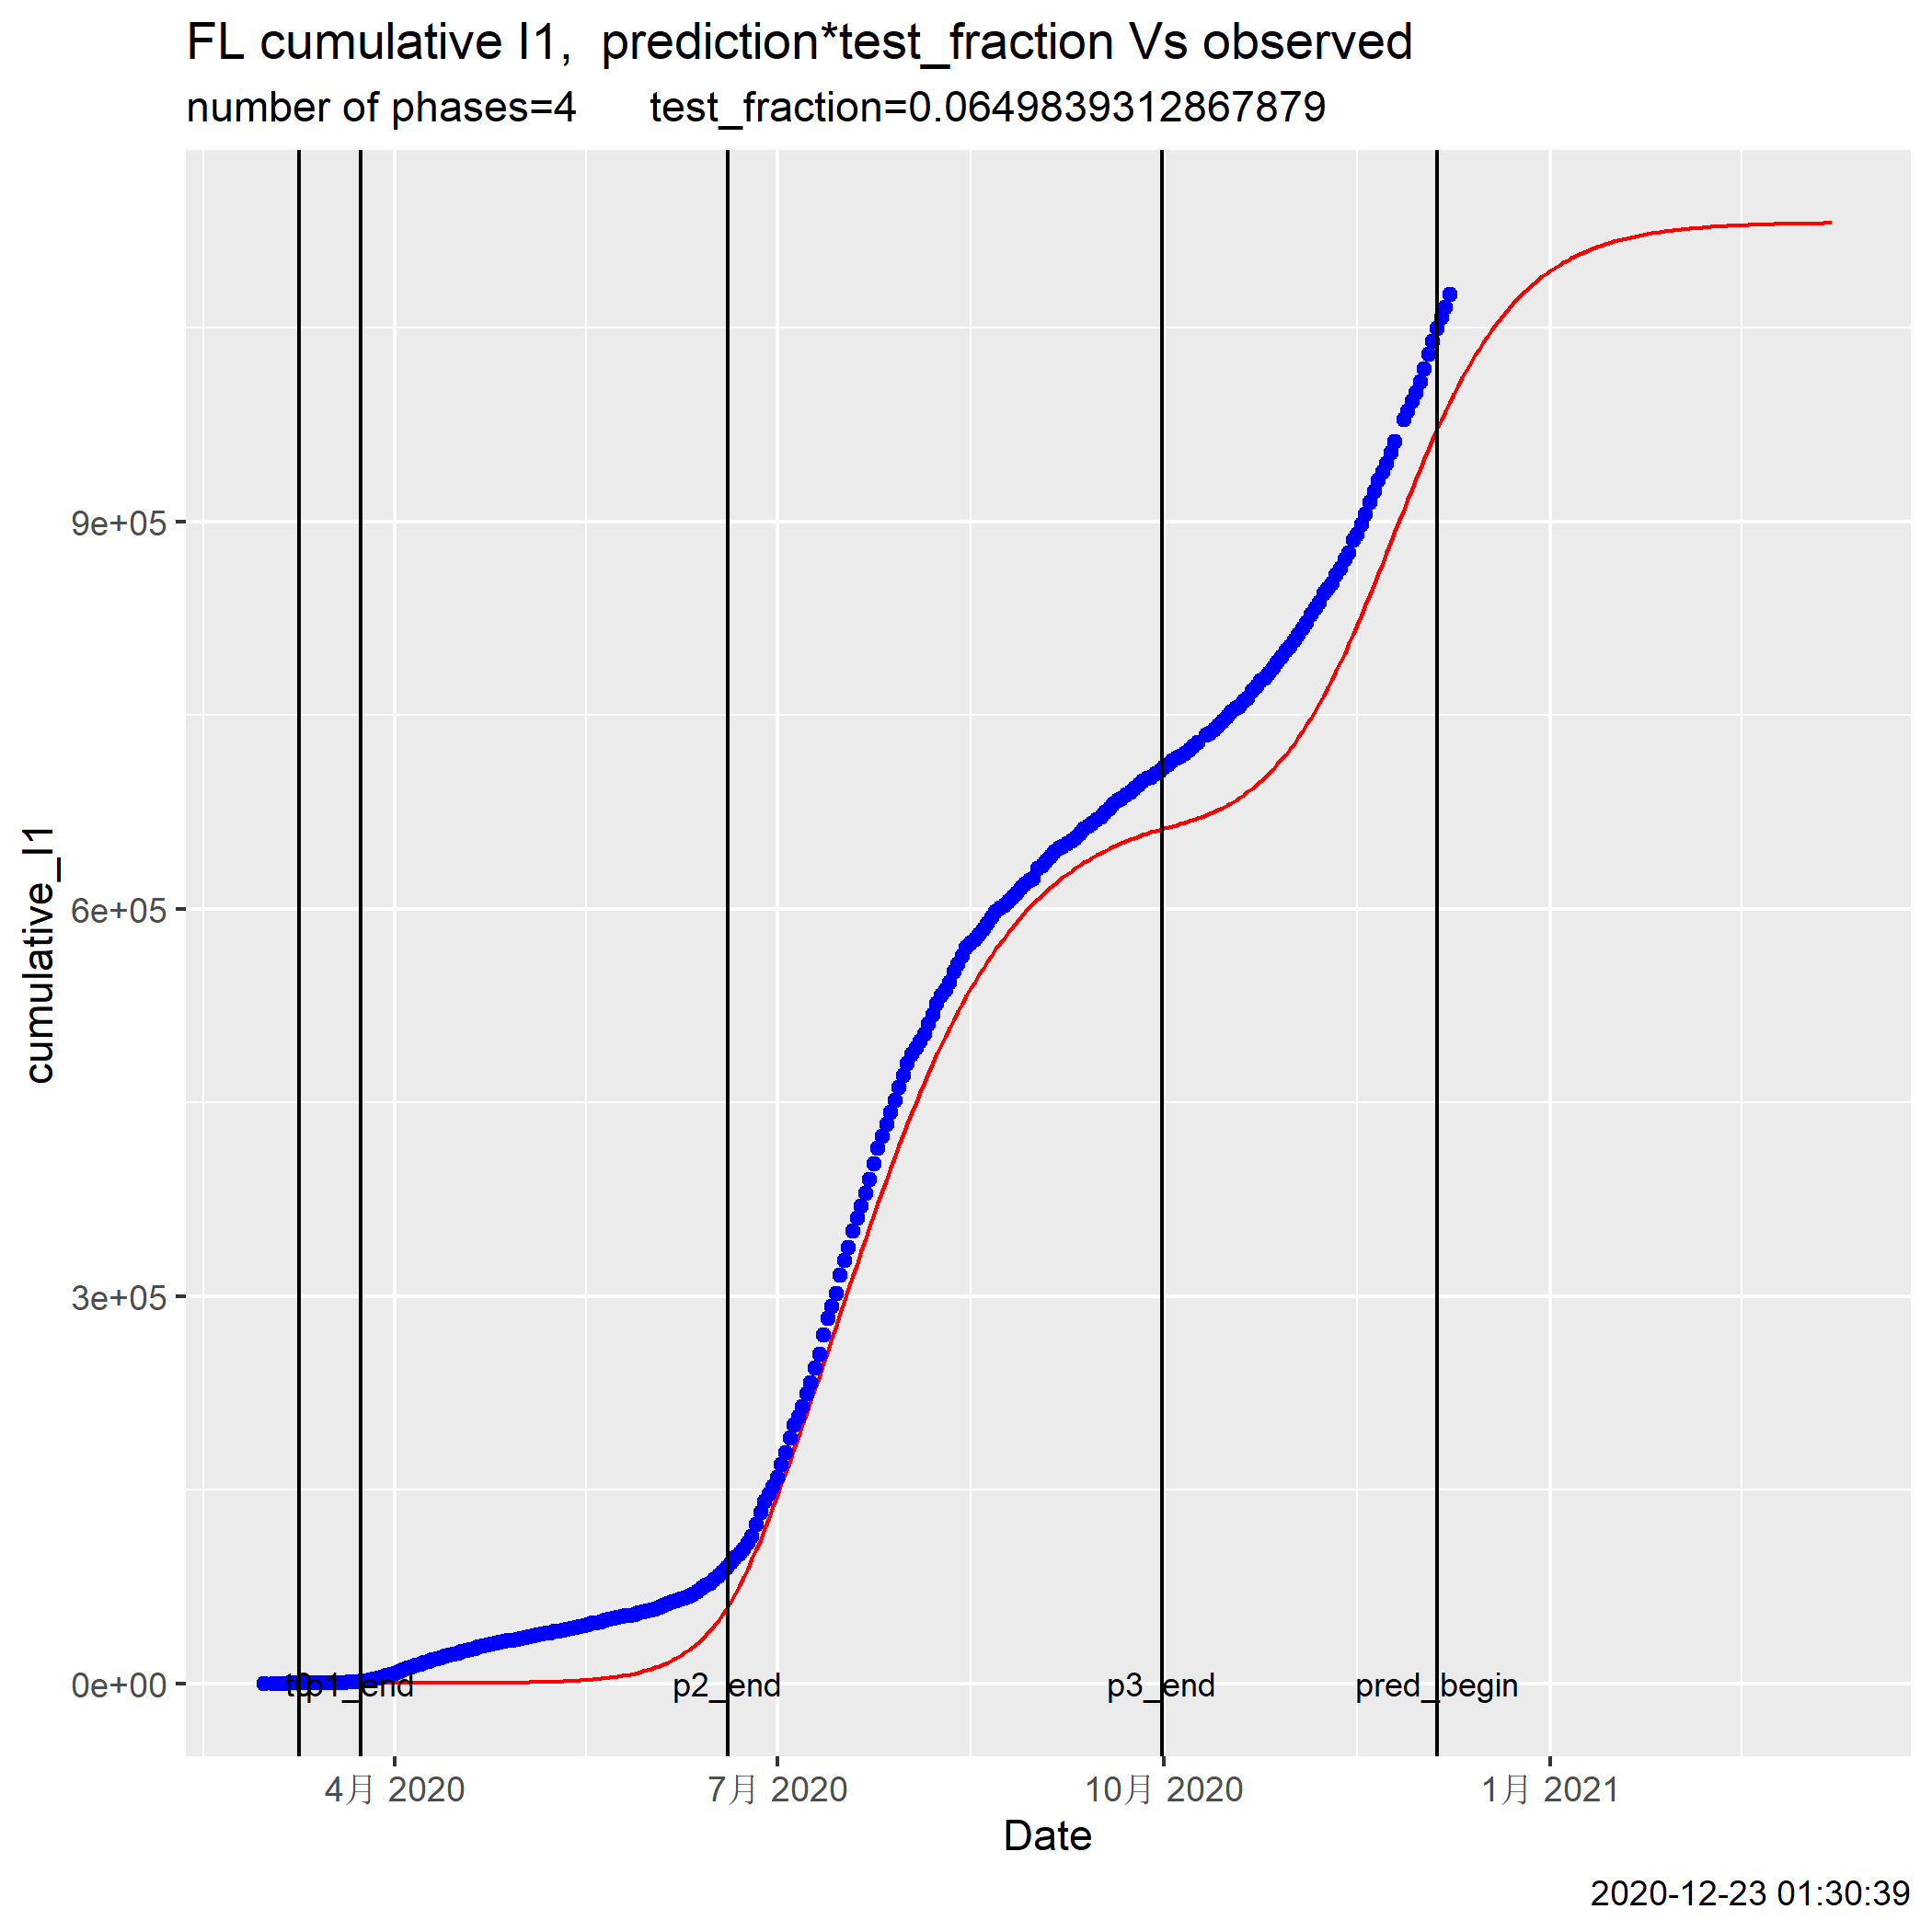 FL cumulative I1,  prediction*test_fraction Vs observed
number of phases=4      test_fraction=0.0649839312867879
cumulative_I1
9e+05
6e+05
3e+05
0e+00
t0 p1_end p2_end p3_end pred_begin
4月 2020 7月 2020 10月 2020 1月 2021
Date
2020-12-23 01:30:39